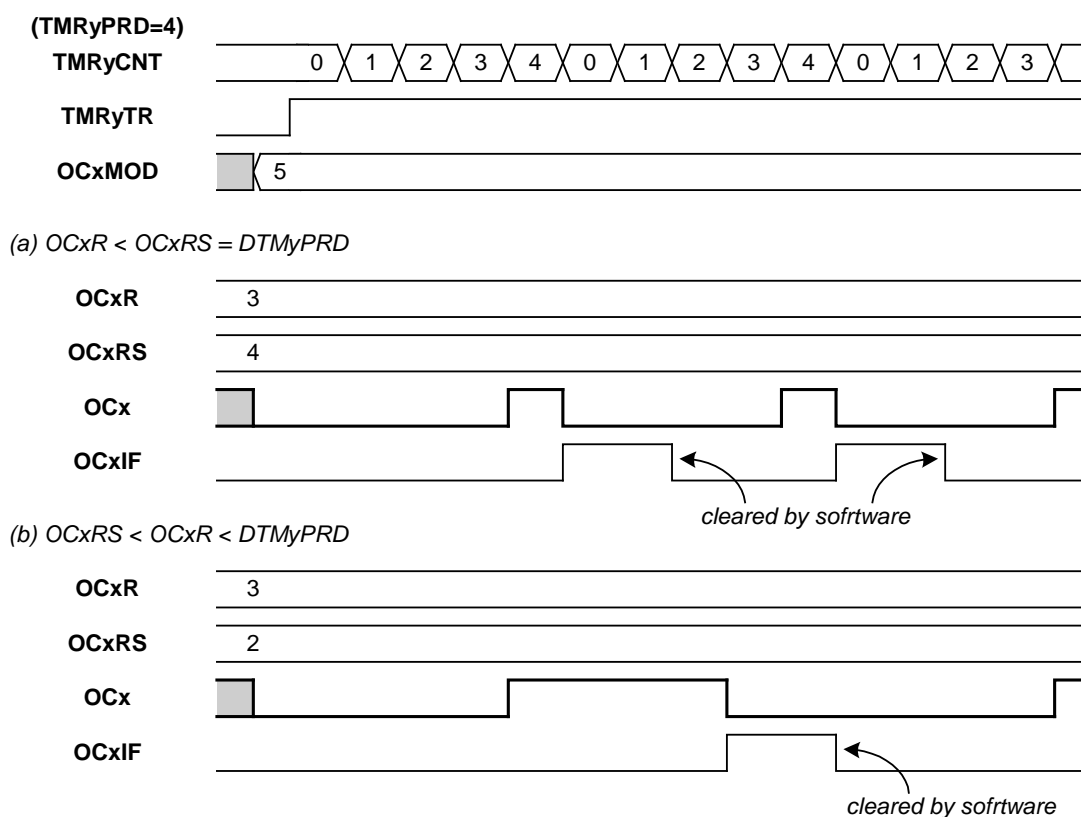 (TMRyPRD=4)
TMRyCNT 0 1 2 3 4 0 1 2 3 4 0 1 2 3
TMRyTR
OCxMOD 5
(a) OCxR < OCxRS = DTMyPRD
OCxR 3
OCxRS 4
OCx
OCxIF
cleared by sofrtware
(b) OCxRS < OCxR < DTMyPRD
OCxR 3
OCxRS 2
OCx
OCxIF
cleared by sofrtware